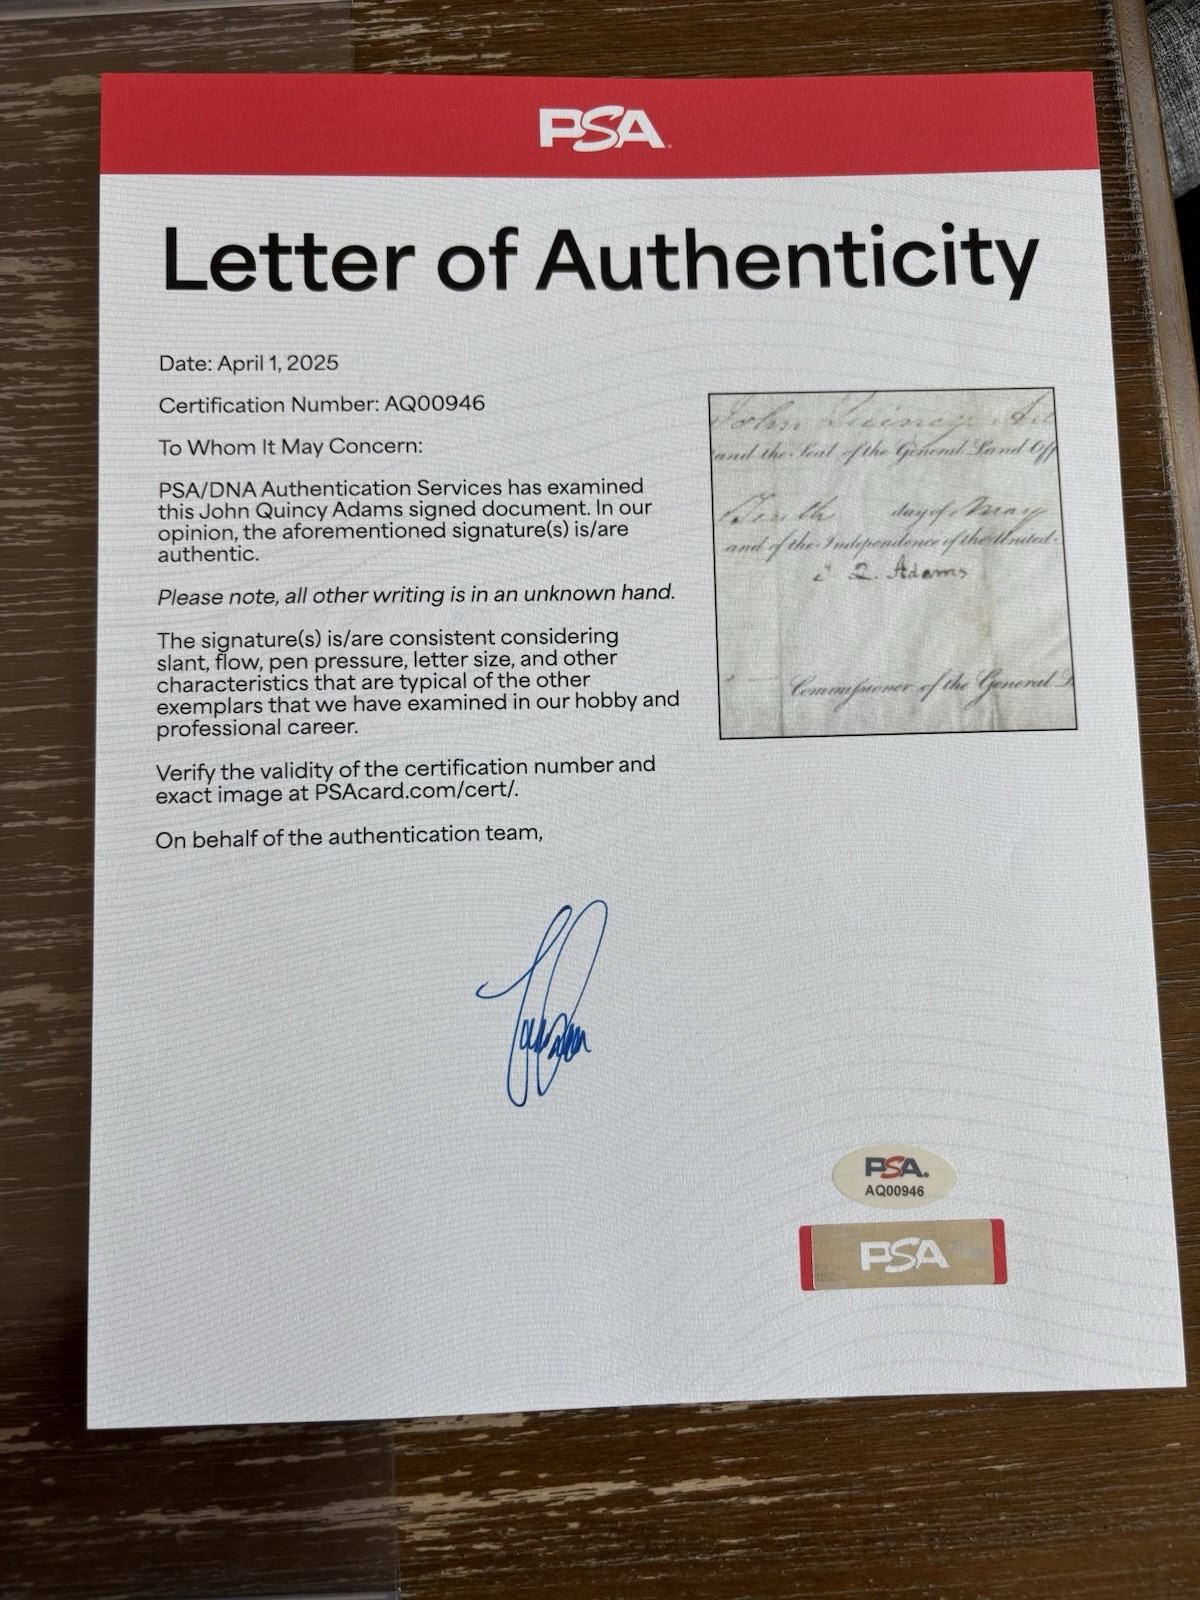 PSA
Letter of Authenticity
Date: April 1, 2025
Certification Number: AQ00946
To Whom It May Concern:
PSA/DNA Authentication Services has examined
this John Quincy Adams signed document. In our
opinion, the aforementioned signature(s) is/are
authentic.
Please note, all other writing is in an unknown hand.
The signature(s) is/are consistent considering
slant, flow, pen pressure, letter size, and other
characteristics that are typical of the other
exemplars that we have examined in our hobby and
professional career.
Verify the validity of the certification number and
exact image at PSAcard.com/cert/.
On behalf of the authentication team,
John Quincy Ad
and the Seal of the General Land Off
Tenth day of May
and of the Independence of the United
J. Q. Adams
Commissioner of the General L
PSA.
AQ00946
PSA